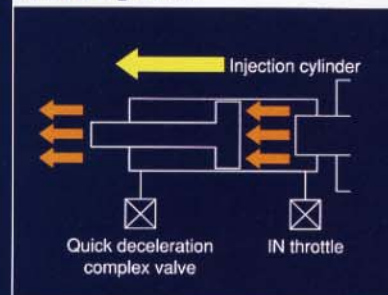 Injection cylinder
Quick deceleration
complex valve
IN throttle